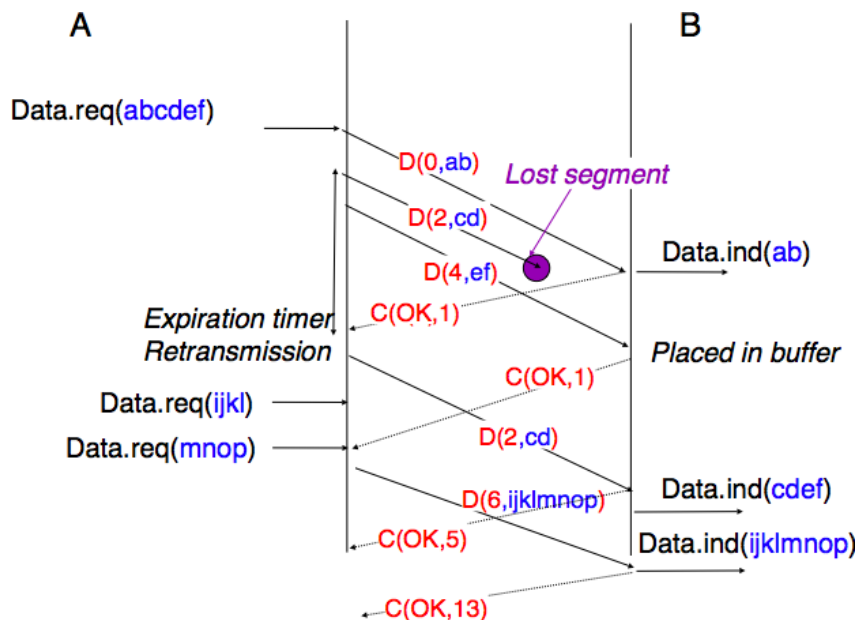 A
B
Data.req(abcdef)
D(0,ab)
Lost segment
D(2,cd)
Data.ind(ab)
D(4,ef)
C(OK,1)
Expiration timer
Retransmission
Placed in buffer
C(OK,1)
Data.req(ijkl)
D(2,cd)
Data.req(mnop)
Data.ind(cdef)
D(6,ijklmnop)
C(OK,5)
Data.ind(ijklmnop)
C(OK,13)